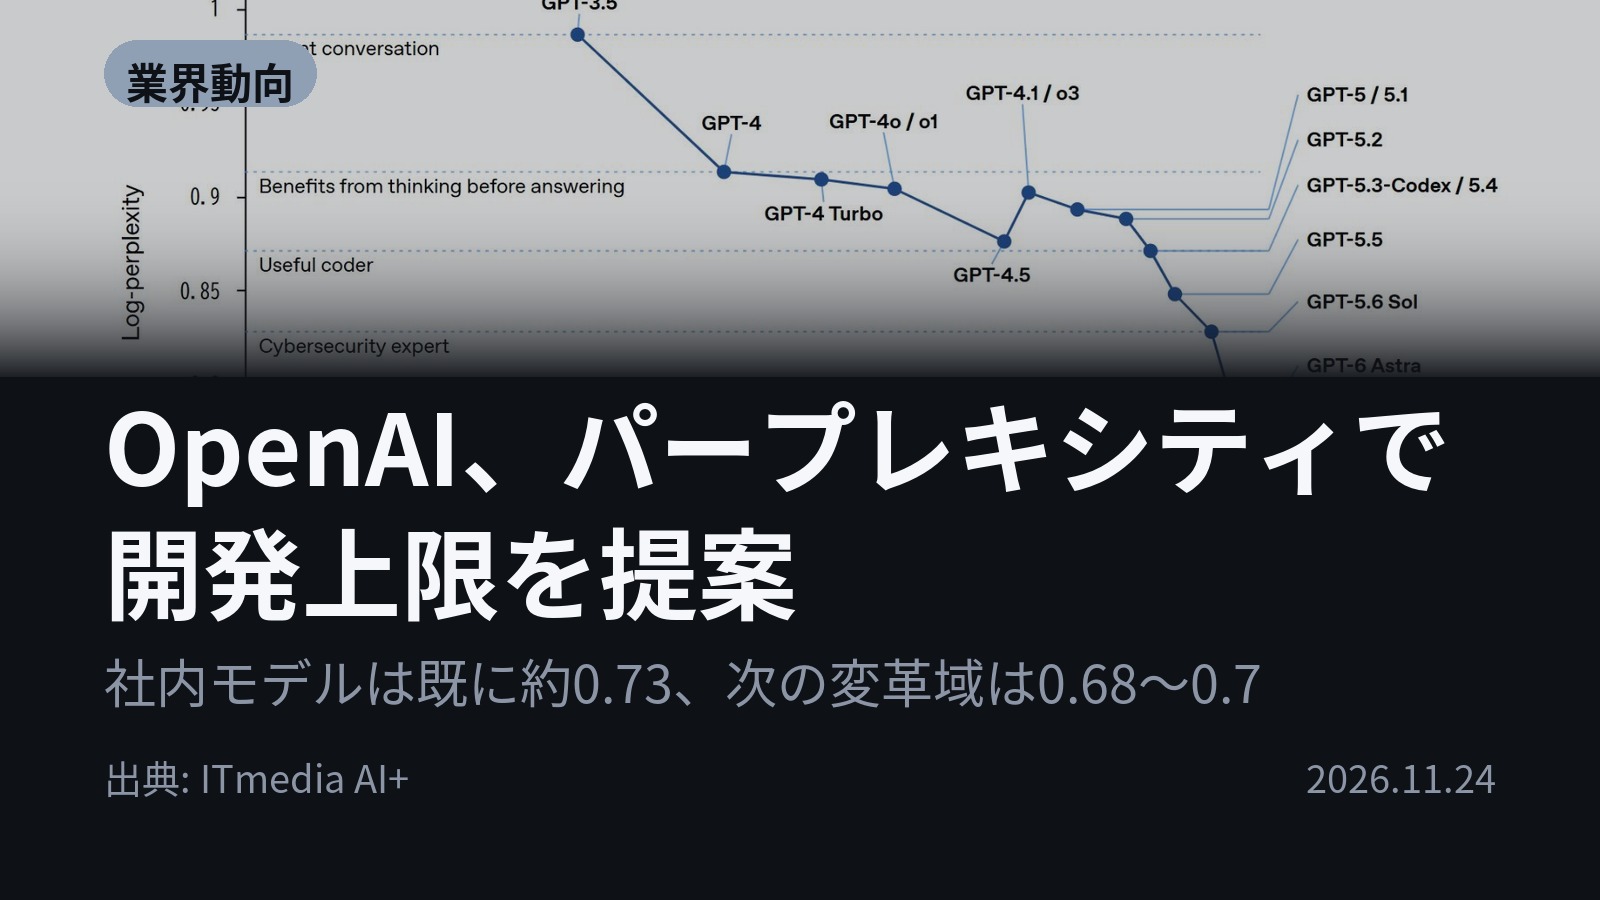 GPT-3.5
1
conversation
業界動向
GPT-4.1 / o3
GPT-5 / 5.1
GPT-4
GPT-4o / o1
GPT-5.2
Benefits from thinking before answering
GPT-5.3-Codex / 5.4
0.9
GPT-4 Turbo
Log-perplexity
GPT-5.5
Useful coder
GPT-4.5
0.85
GPT-5.6 Sol
Cybersecurity expert
GPT-6 Astra
OpenAI、パープレキシティで
開発上限を提案
社内モデルは既に約0.73、次の変革域は0.68〜0.7
出典: ITmedia AI+
2026.11.24